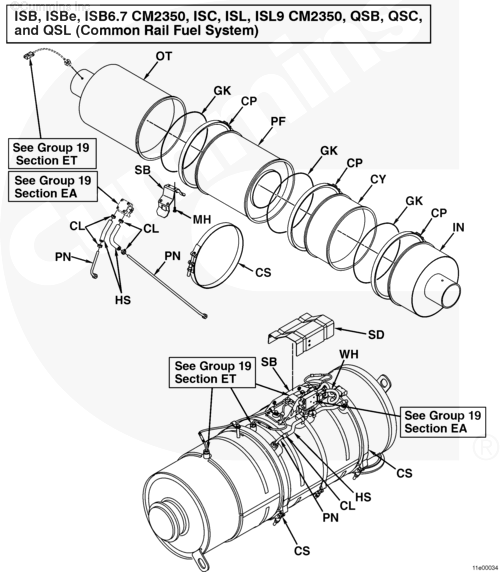 ISB, ISBe, ISB6.7 CM2350, ISC, ISL, ISL9 CM2350, QSB, QSC,
and QSL (Common Rail Fuel System)
OT
GK
CP
PF
See Group 19
Section ET
SB
GK
CP
CY
See Group 19
Section EA
MH
GK
CP
CL
CL
IN
PN
PN
CS
HS
SD
SB
WH
See Group 19
Section ET
See Group 19
Section EA
CS
HS
CL
PN
CS
®
11e00034